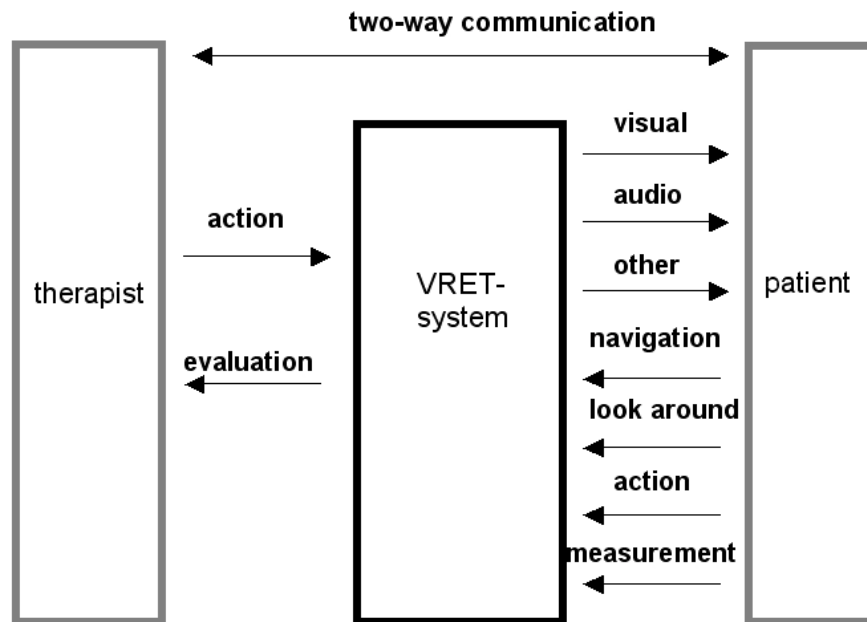 two-way communication
visual
audio
other
navigation
look around
action
measurement
action
evaluation
therapist
VRET-
system
patient